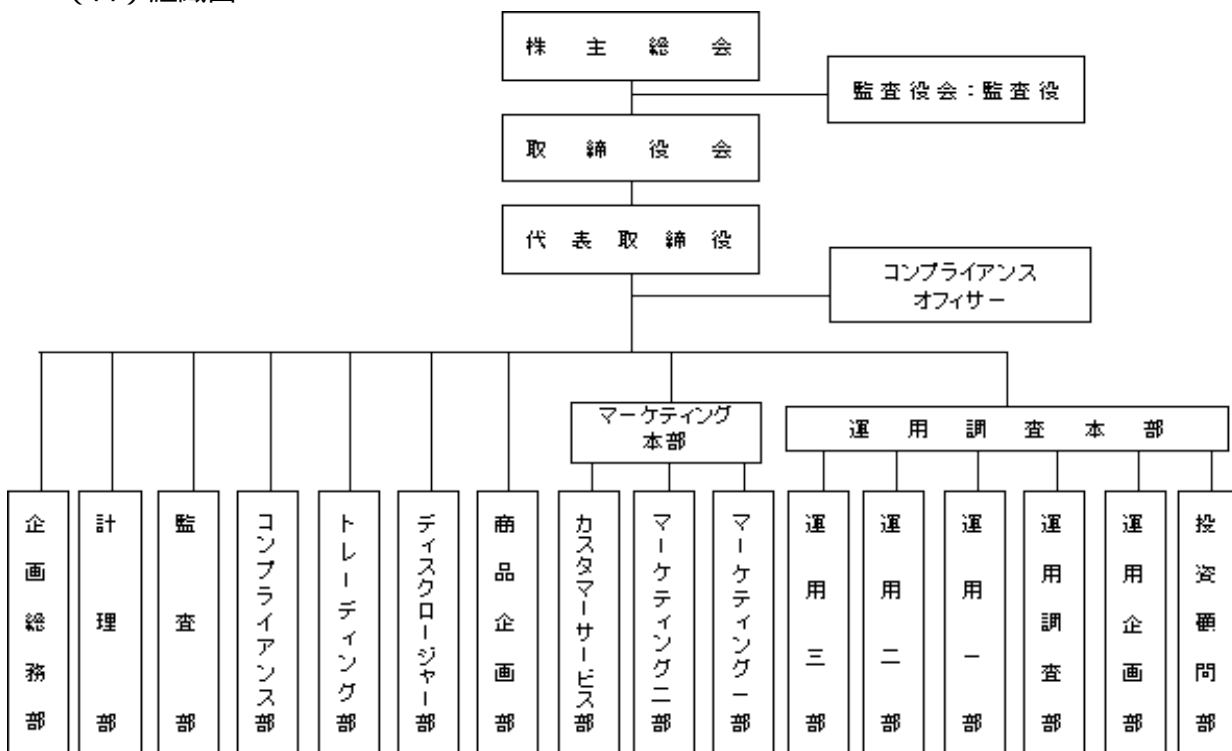 株主総会
監査役会：監査役
取締役会
代表取締役
コンプライアンス
オフィサー
マーケティング
本部
運用調査本部
企画総務部
計理部
監査部
コンプライアンス部
トレーディング部
ディスクロージャー部
商品企画部
カスタマーサービス部
マーケティング二部
マーケティング一部
運用三部
運用二部
運用一部
運用調査部
運用企画部
投資顧問部